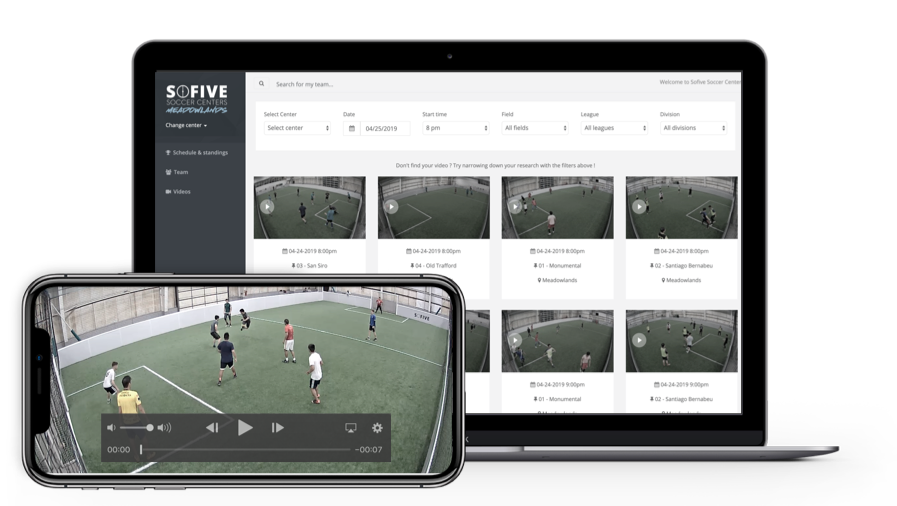 SOFIVE
SOCCER CENTERS
MEADOWLANDS
Change center
Schedule & standings
Team
Videos
Search for my team...
Welcome to Sofive Soccer Center
Select Center
Date
Start time
Field
League
Division
Select center
04/25/2019
8 pm
All fields
All leagues
All divisions
Don't find your video ? Try narrowing down your research with the filters above !
04-24-2019 8:00pm
03 - San Siro
04-24-2019 8:00pm
04 - Old Trafford
04-24-2019 8:00pm
01 - Monumental
Meadowlands
04-24-2019 8:00pm
02 - Santiago Bernabeu
Meadowlands
04-24-2019 9:00pm
01 - Monumental
04-24-2019 9:00pm
02 - Santiago Bernabeu
SOFIVE
00:00
-00:07